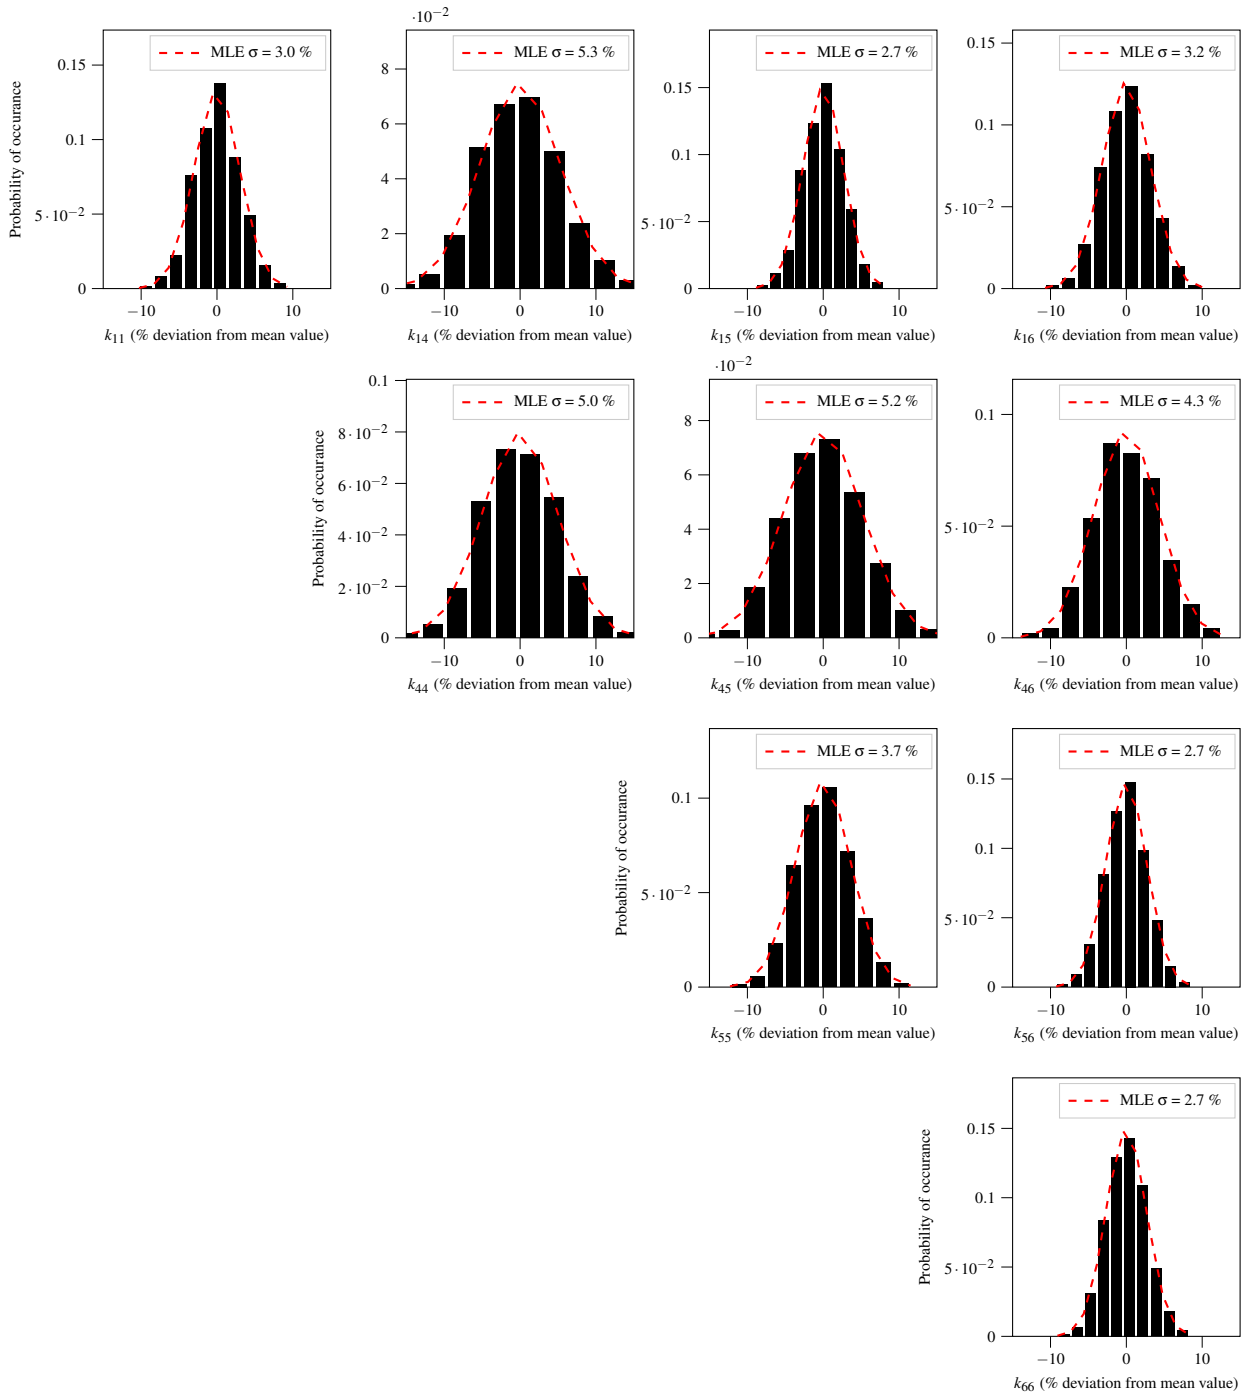 ·10⁻²
MLE σ = 3.0 %
MLE σ = 5.3 %
MLE σ = 2.7 %
MLE σ = 3.2 %
Probability of occurance
0.15
0.1
5·10⁻²
0
8
6
4
2
0
0.15
0.1
5·10⁻²
0
0.15
0.1
5·10⁻²
0
−10 0 10
−10 0 10
−10 0 10
−10 0 10
k₁₁ (% deviation from mean value)
k₁₄ (% deviation from mean value)
k₁₅ (% deviation from mean value)
k₁₆ (% deviation from mean value)
·10⁻²
MLE σ = 5.0 %
MLE σ = 5.2 %
MLE σ = 4.3 %
Probability of occurance
0.1
8·10⁻²
6·10⁻²
4·10⁻²
2·10⁻²
0
8
6
4
2
0
0.1
5·10⁻²
0
−10 0 10
−10 0 10
−10 0 10
k₄₄ (% deviation from mean value)
k₄₅ (% deviation from mean value)
k₄₆ (% deviation from mean value)
MLE σ = 3.7 %
MLE σ = 2.7 %
Probability of occurance
0.1
5·10⁻²
0
0.15
0.1
5·10⁻²
0
−10 0 10
−10 0 10
k₅₅ (% deviation from mean value)
k₅₆ (% deviation from mean value)
MLE σ = 2.7 %
Probability of occurance
0.15
0.1
5·10⁻²
0
−10 0 10
k₆₆ (% deviation from mean value)